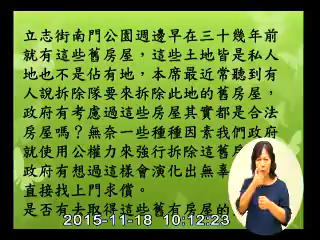 立志街南門公園週邊早在三十幾年前
就有這些舊房屋，這些土地皆是私人
地也不是佔有地，本席最近常聽到有
人說拆除隊要來拆除此地的舊房屋，
政府有考慮過這些房屋其實都是合法
房屋嗎？無奈一些種種因素我們政府
就使用公權力來強行拆除這舊房
政府有想過這樣會演化出無辜
直接找上門求償。
是否有去取得這些舊有房屋的
2015-11-18 10:12:23